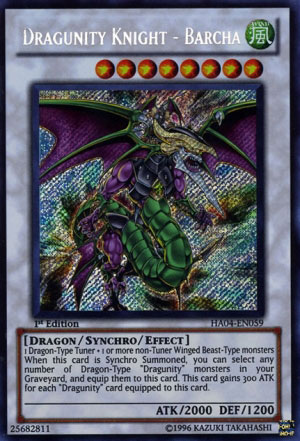 DRAGUNITY KNIGHT - BARCHA
WIND
風
1st Edition
HA04-EN059
[DRAGON/SYNCHRO/EFFECT]
1 Dragon-Type Tuner + 1 or more non-Tuner Winged Beast-Type monsters
When this card is Synchro Summoned, you can select any
number of Dragon-Type "Dragunity" monsters in your
Graveyard, and equip them to this card. This card gains 300 ATK
for each "Dragunity" card equipped to this card.
ATK/2000 DEF/1200
25682811
©1996 KAZUKI TAKAHASHI